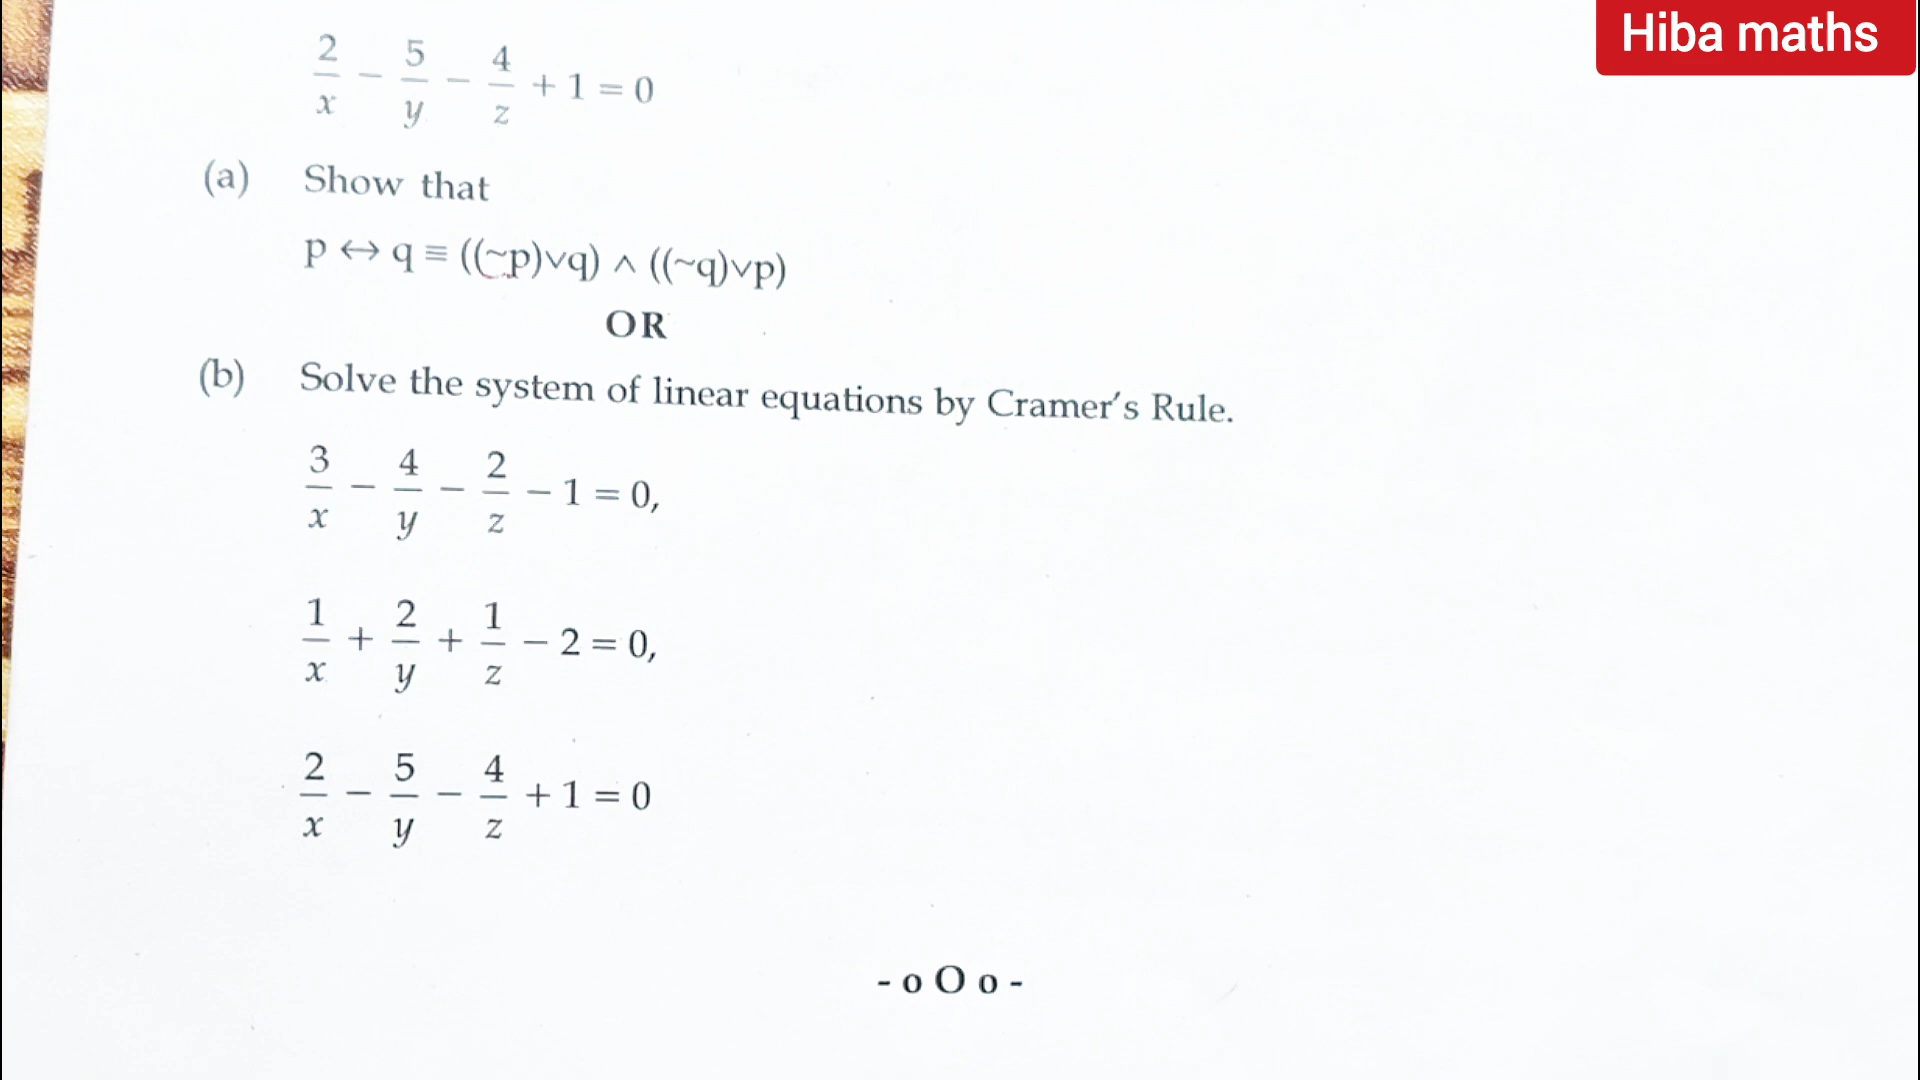 Hiba maths
2/x − 5/y − 4/z + 1 = 0
(a) Show that
p ↔ q ≡ ((~p)∨q) ∧ ((~q)∨p)
OR
(b) Solve the system of linear equations by Cramer's Rule.
3/x − 4/y − 2/z − 1 = 0,
1/x + 2/y + 1/z − 2 = 0,
2/x − 5/y − 4/z + 1 = 0
- o O o -